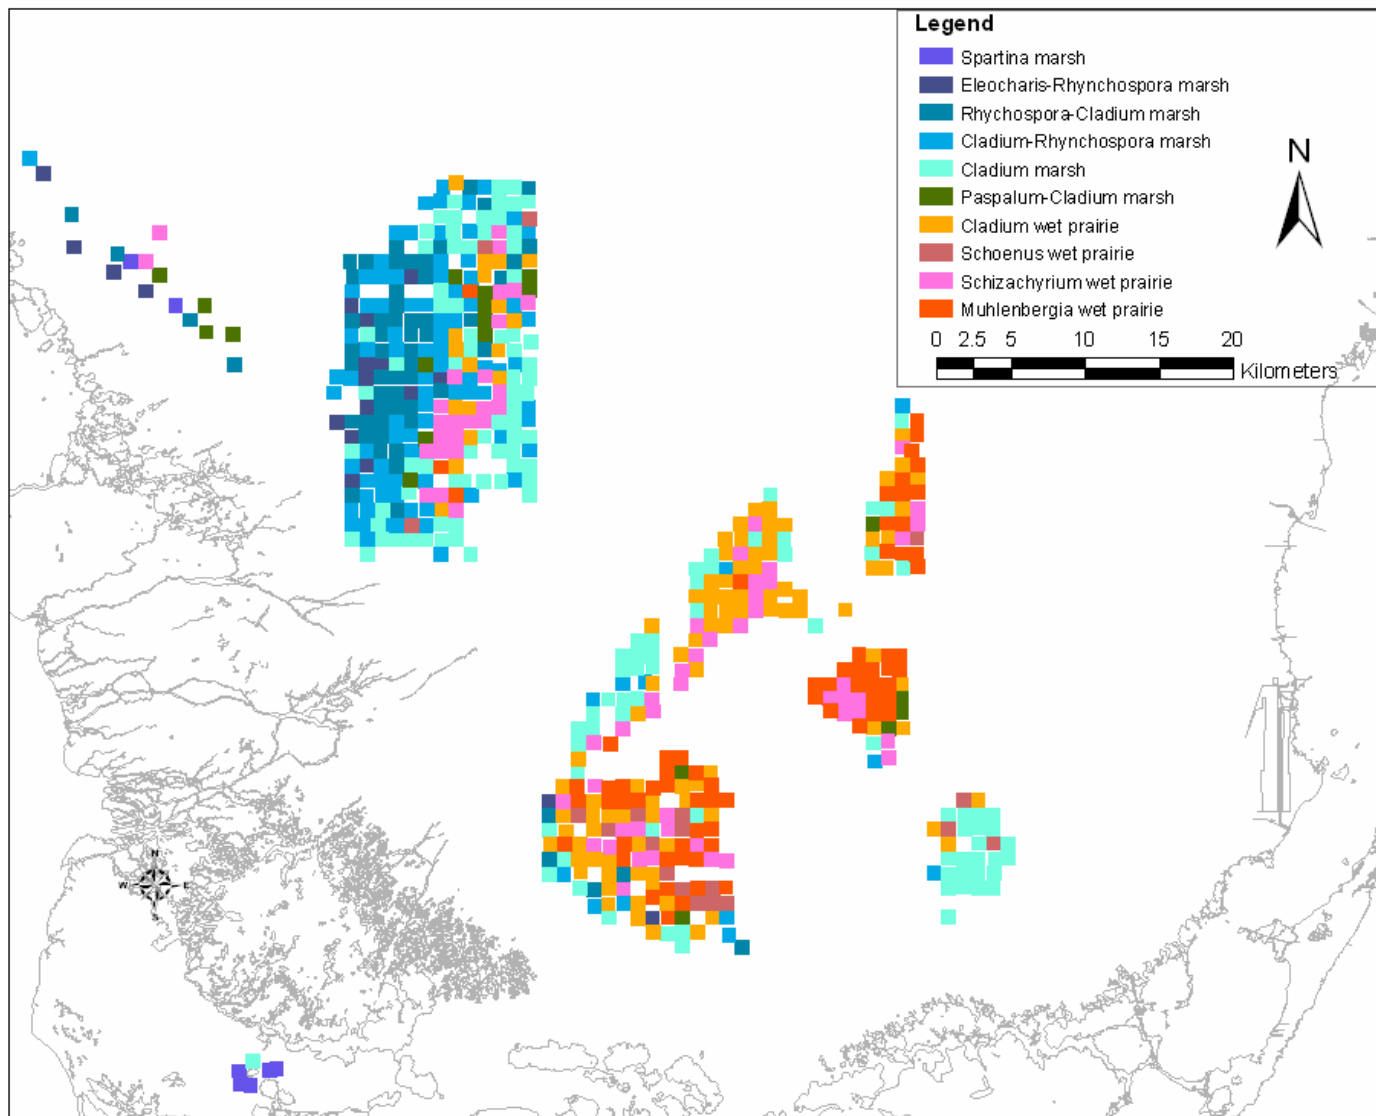 Legend
Spartina marsh
Eleocharis-Rhynchospora marsh
Rhychospora-Cladium marsh
Cladium-Rhynchospora marsh
Cladium marsh
Paspalum-Cladium marsh
Cladium wet prairie
Schoenus wet prairie
Schizachyrium wet prairie
Muhlenbergia wet prairie
N
0 2.5 5 10 15 20
Kilometers
N
W E
S